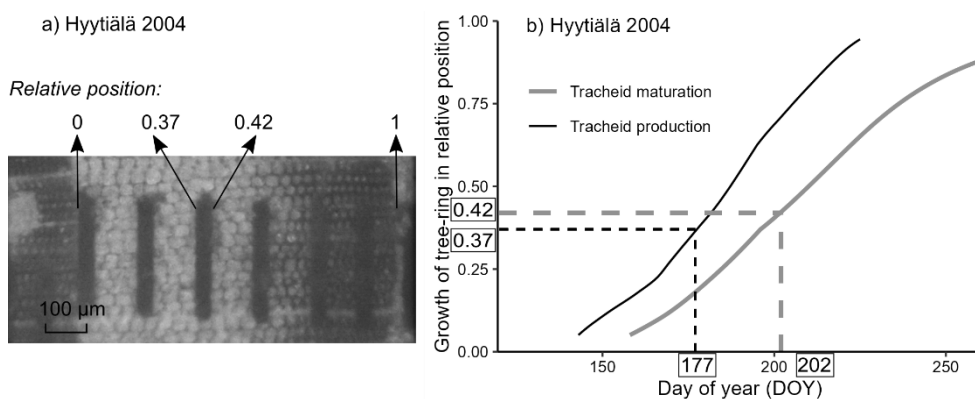 a) Hyytiälä 2004
Relative position:
0 0.37 0.42 1
100 µm
b) Hyytiälä 2004
Growth of tree-ring in relative position
1.00
0.75
0.50
0.42
0.37
0.25
0.00
Tracheid maturation
Tracheid production
150 177 200 202 250
Day of year (DOY)